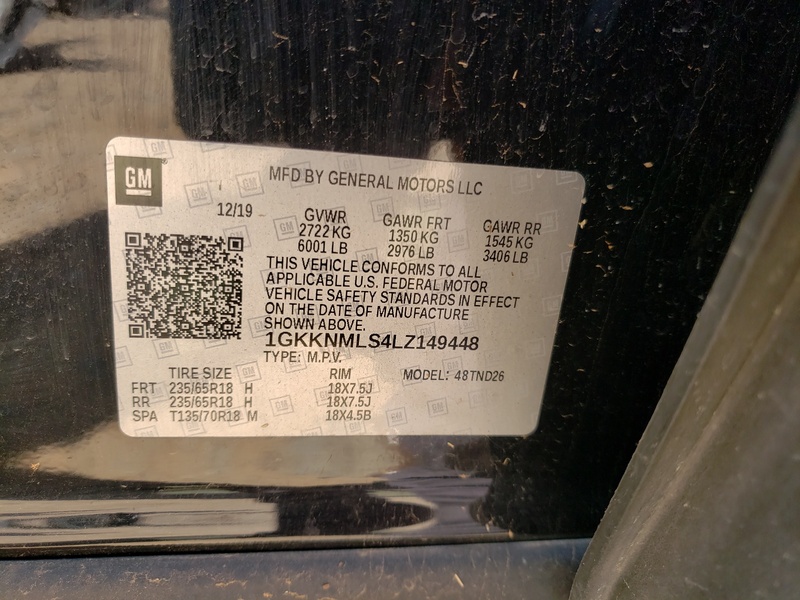 GM
MFD BY GENERAL MOTORS LLC
12/19
GVWR GAWR FRT GAWR RR
2722 KG 1350 KG 1545 KG
6001 LB 2976 LB 3406 LB
THIS VEHICLE CONFORMS TO ALL
APPLICABLE U.S. FEDERAL MOTOR
VEHICLE SAFETY STANDARDS IN EFFECT
ON THE DATE OF MANUFACTURE
SHOWN ABOVE.
1GKKNMLS4LZ149448
TYPE: M.P.V. MODEL: 48TND26
TIRE SIZE RIM
FRT 235/65R18 H 18X7.5J
RR 235/65R18 H 18X7.5J
SPA T135/70R18 M 18X4.5B